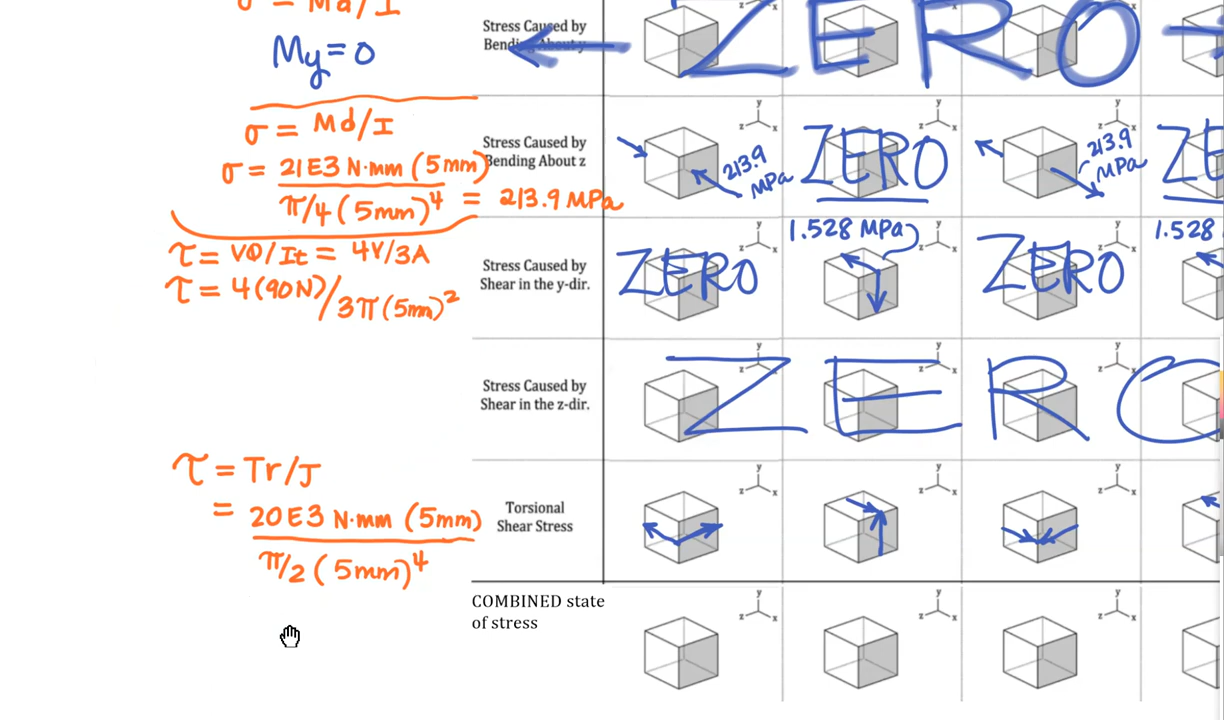 σ = Md/I
My = 0
Stress Caused by
Bending About y
ZERO
σ = Md/I
σ = 21E3 N·mm (5mm)
π/4 (5mm)⁴ = 213.9 MPa
Stress Caused by
Bending About z
y
z x
213.9
MPa
ZERO
y
z x
213.9
MPa
y
z x
ZE
τ = VQ/It = 4V/3A
τ = 4(90N)/3π(5mm)²
Stress Caused by
Shear in the y-dir.
ZERO
y
z x
1.528 MPa
y
z x
ZERO
y
z x
1.528
Stress Caused by
Shear in the z-dir.
ZERO
y
z x
y
z x
y
z x
τ = Tr/J
= 20E3 N·mm (5mm)
π/2 (5mm)⁴
Torsional
Shear Stress
y
z x
y
z x
y
z x
COMBINED state
of stress
y
z x
y
z x
y
z x